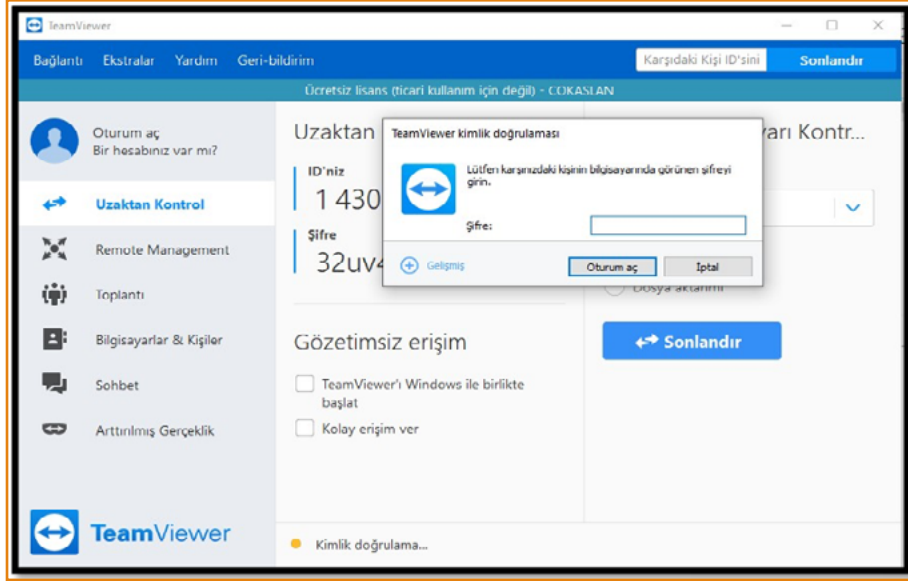 TeamViewer
Bağlantı Ekstralar Yardım Geri-bildirim
Karşıdaki Kişi ID'sini
Sonlandır
Ücretsiz lisans (ticari kullanım için değil) - COKASLAN
Oturum aç
Bir hesabınız var mı?
Uzaktan Kontrol
Remote Management
Toplantı
Bilgisayarlar & Kişiler
Sohbet
Arttırılmış Gerçeklik
TeamViewer
Uzaktan
ID'niz
1 430
Şifre
32uv4
Gözetimsiz erişim
TeamViewer'ı Windows ile birlikte
başlat
Kolay erişim ver
TeamViewer kimlik doğrulaması
Lütfen karşınızdaki kişinin bilgisayarında görünen şifreyi
girin.
Şifre:
Gelişmiş
Oturum aç
İptal
Kontr...
Dosya aktarımı
Sonlandır
Kimlik doğrulama...